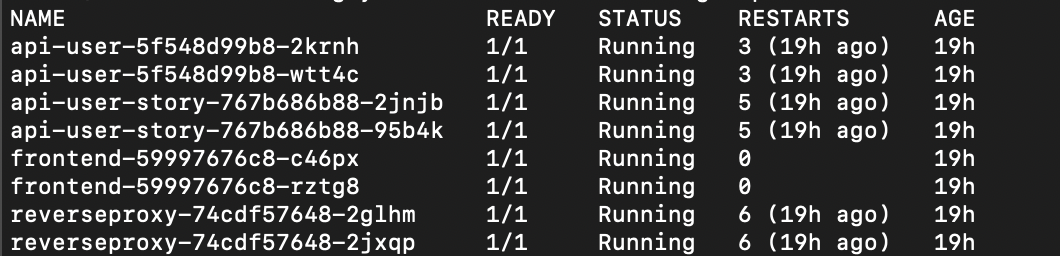 NAME READY STATUS RESTARTS AGE
api-user-5f548d99b8-2krnh 1/1 Running 3 (19h ago) 19h
api-user-5f548d99b8-wtt4c 1/1 Running 3 (19h ago) 19h
api-user-story-767b686b88-2jnjb 1/1 Running 5 (19h ago) 19h
api-user-story-767b686b88-95b4k 1/1 Running 5 (19h ago) 19h
frontend-59997676c8-c46px 1/1 Running 0 19h
frontend-59997676c8-rztg8 1/1 Running 0 19h
reverseproxy-74cdf57648-2glhm 1/1 Running 6 (19h ago) 19h
reverseproxy-74cdf57648-2jxqp 1/1 Running 6 (19h ago) 19h